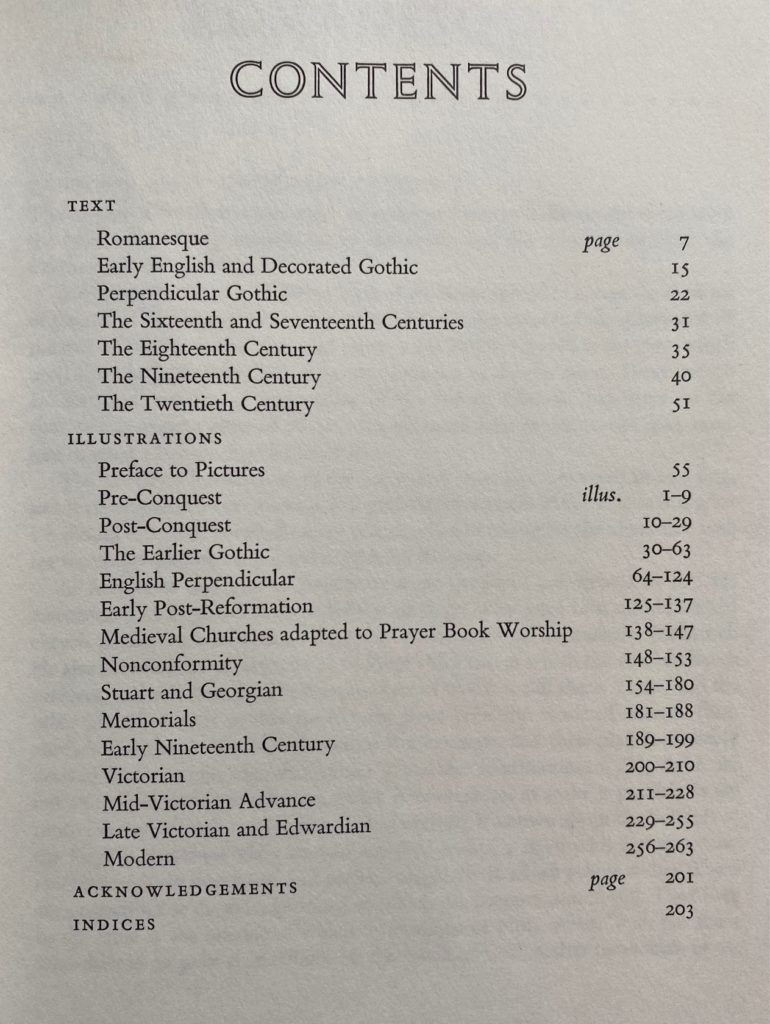 CONTENTS
TEXT
Romanesque page 7
Early English and Decorated Gothic 15
Perpendicular Gothic 22
The Sixteenth and Seventeenth Centuries 31
The Eighteenth Century 35
The Nineteenth Century 40
The Twentieth Century 51
ILLUSTRATIONS
Preface to Pictures 55
Pre-Conquest illus. 1–9
Post-Conquest 10–29
The Earlier Gothic 30–63
English Perpendicular 64–124
Early Post-Reformation 125–137
Medieval Churches adapted to Prayer Book Worship 138–147
Nonconformity 148–153
Stuart and Georgian 154–180
Memorials 181–188
Early Nineteenth Century 189–199
Victorian 200–210
Mid-Victorian Advance 211–228
Late Victorian and Edwardian 229–255
Modern 256–263
ACKNOWLEDGEMENTS page 201
INDICES 203